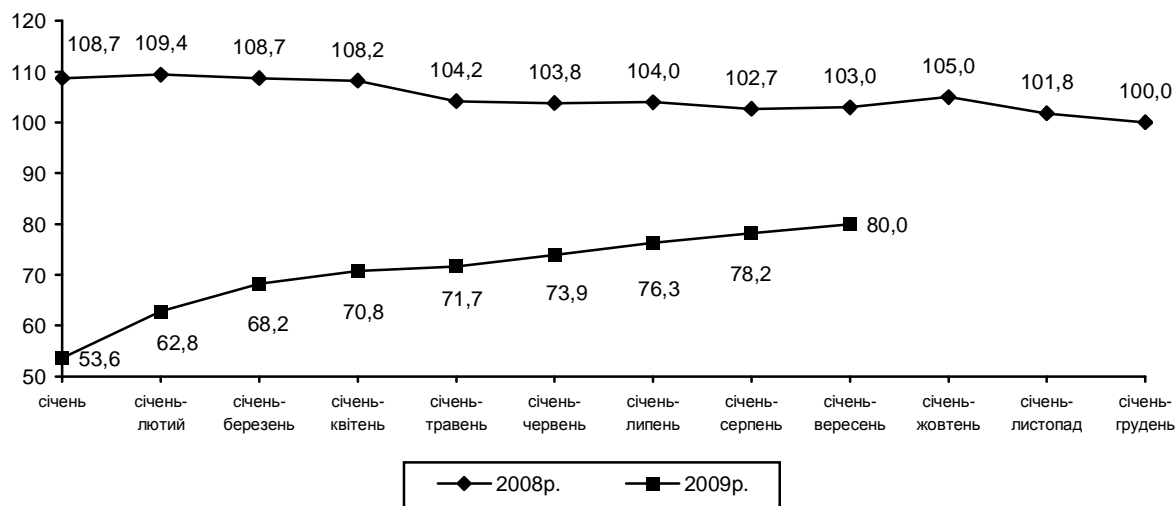 120
110
100
90
80
70
60
50
108,7
109,4
108,7
108,2
104,2
103,8
104,0
102,7
103,0
105,0
101,8
100,0
53,6
62,8
68,2
70,8
71,7
73,9
76,3
78,2
80,0
січень
січень-
лютий
січень-
березень
січень-
квітень
січень-
травень
січень-
червень
січень-
липень
січень-
серпень
січень-
вересень
січень-
жовтень
січень-
листопад
січень-
грудень
2008р.
2009р.